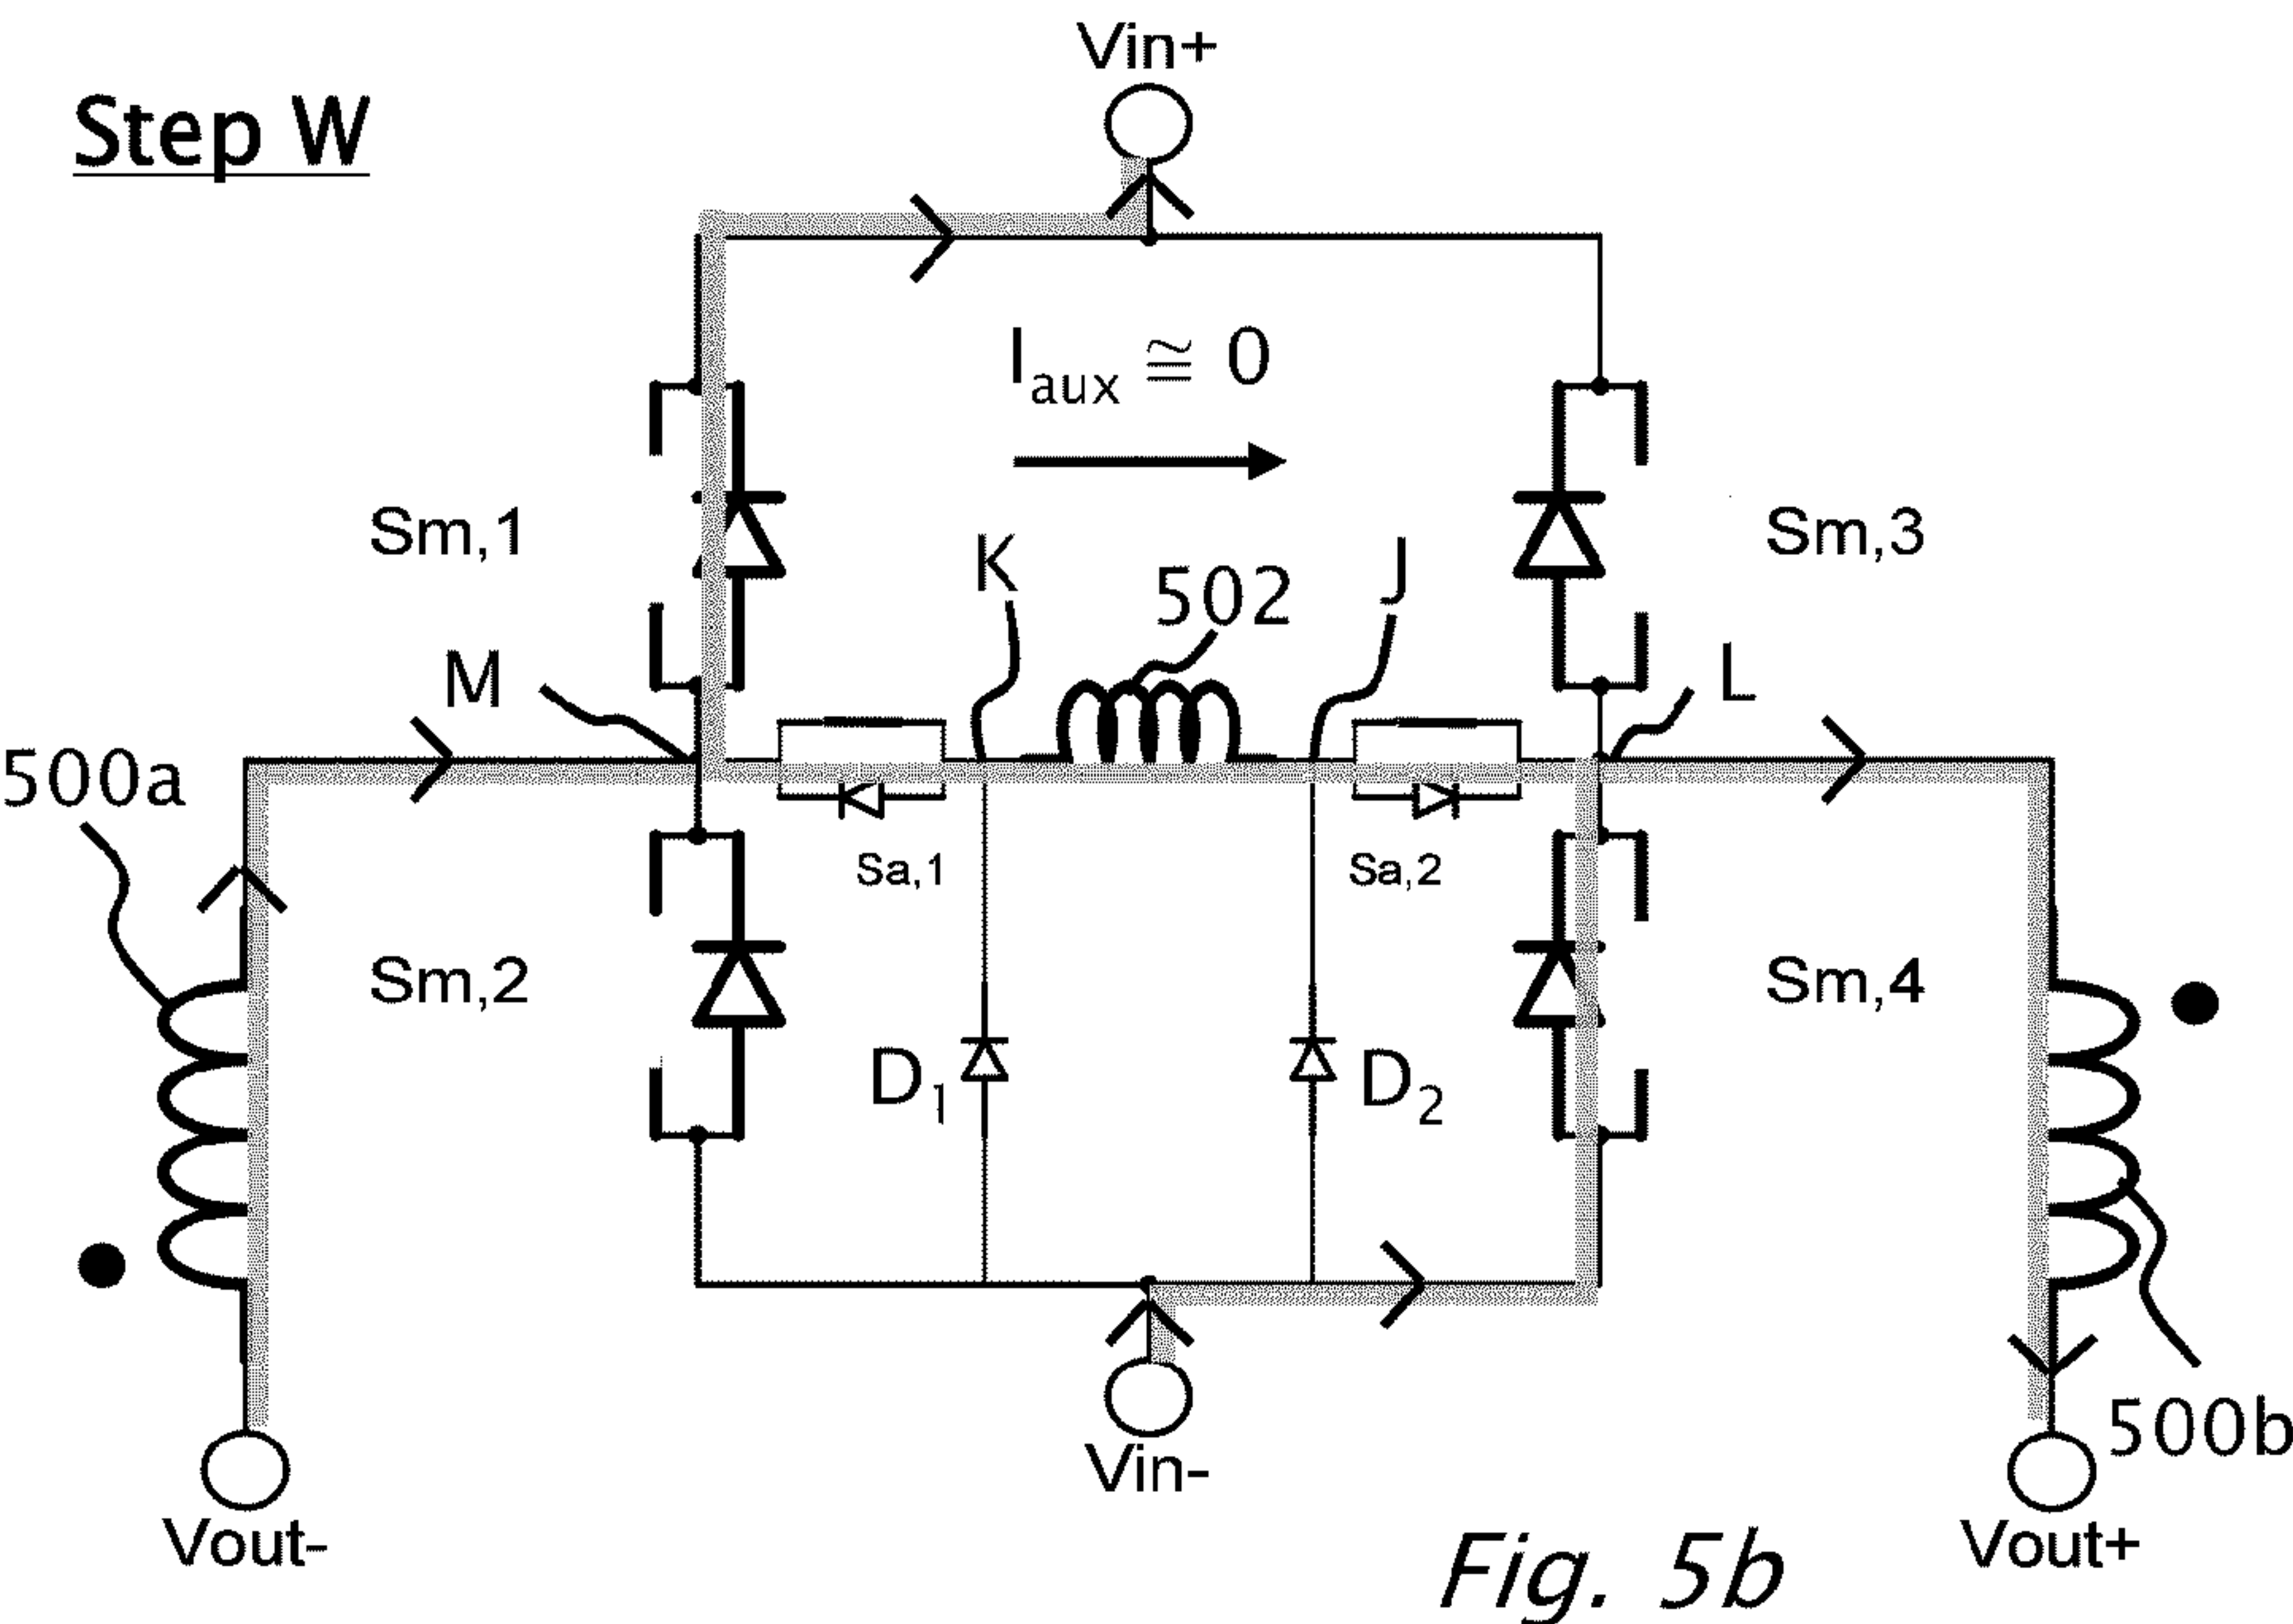 Vin+
Step W
I aux ≅ 0
Sm,1
Sm,3
K
502
J
M
L
500a
Sa,1
Sa,2
Sm,2
Sm,4
D1
D2
500b
Vin-
Vout-
Vout+
Fig. 5b